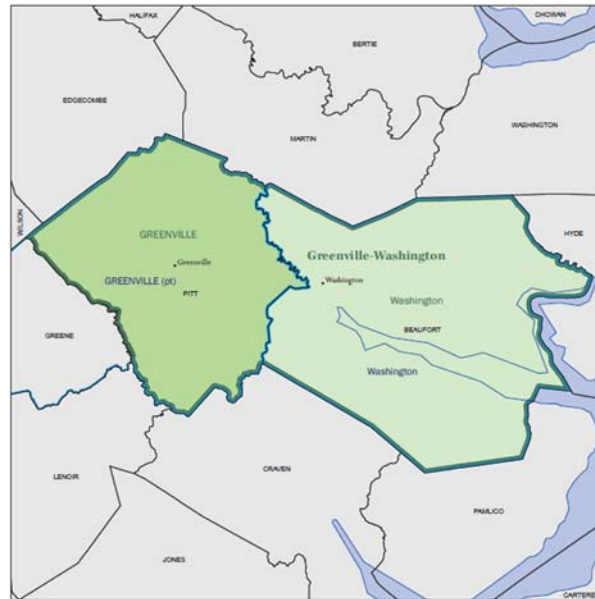 HALIFAX
CHOWAN
BERTIE
EDGECOMBE
WASHINGTON
MARTIN
WILSON
GREENVILLE
HYDE
Greenville-Washington
Greenville
GREENVILLE (pt)
Washington
PITT
Washington
BEAUFORT
GREENE
Washington
CRAVEN
LENOIR
PAMLICO
JONES
CARTERE